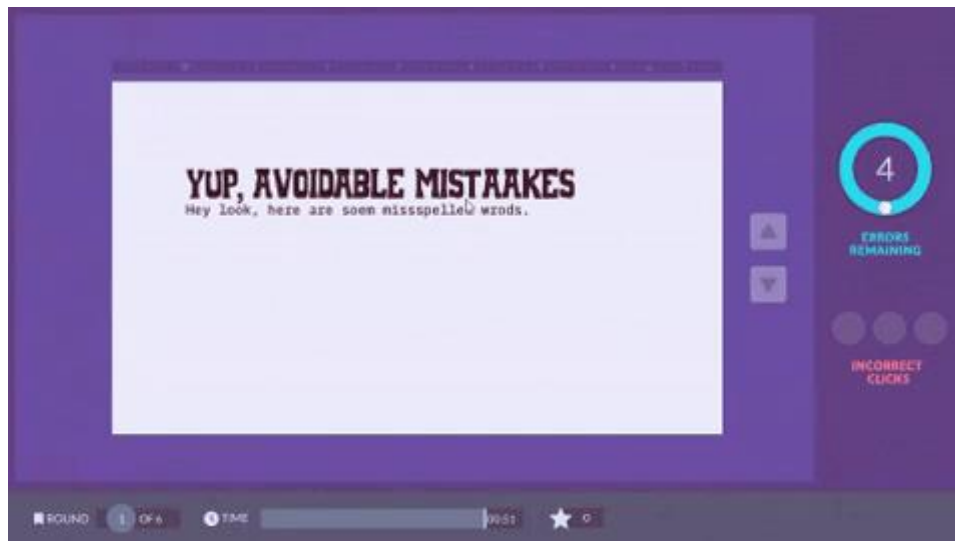 YUP, AVOIDABLE MISTAAKES
Hey look, here are soem missspelled wrods.
4
ERRORS
REMAINING
INCORRECT
CLICKS
ROUND 1 OF 6 TIME 00:51 0